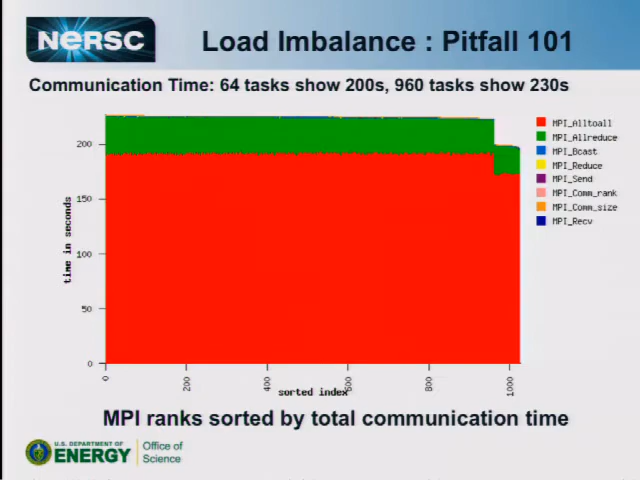 NERSC
Load Imbalance : Pitfall 101
Communication Time: 64 tasks show 200s, 960 tasks show 230s
MPI_Alltoall
MPI_Allreduce
MPI_Bcast
MPI_Reduce
MPI_Send
MPI_Comm_rank
MPI_Comm_size
MPI_Recv
200
150
100
50
0
time in seconds
0
200
400
600
800
1000
sorted index
MPI ranks sorted by total communication time
U.S. DEPARTMENT OF
ENERGY
Office of
Science